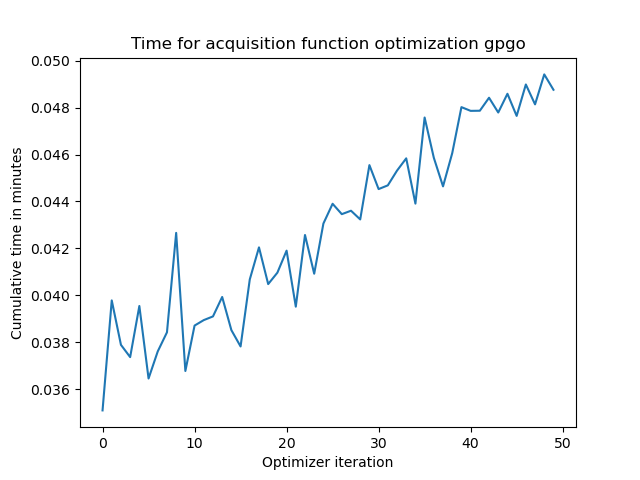 Time for acquisition function optimization gpgo
0.050
0.048
0.046
0.044
0.042
0.040
0.038
0.036
Cumulative time in minutes
0 10 20 30 40 50
Optimizer iteration